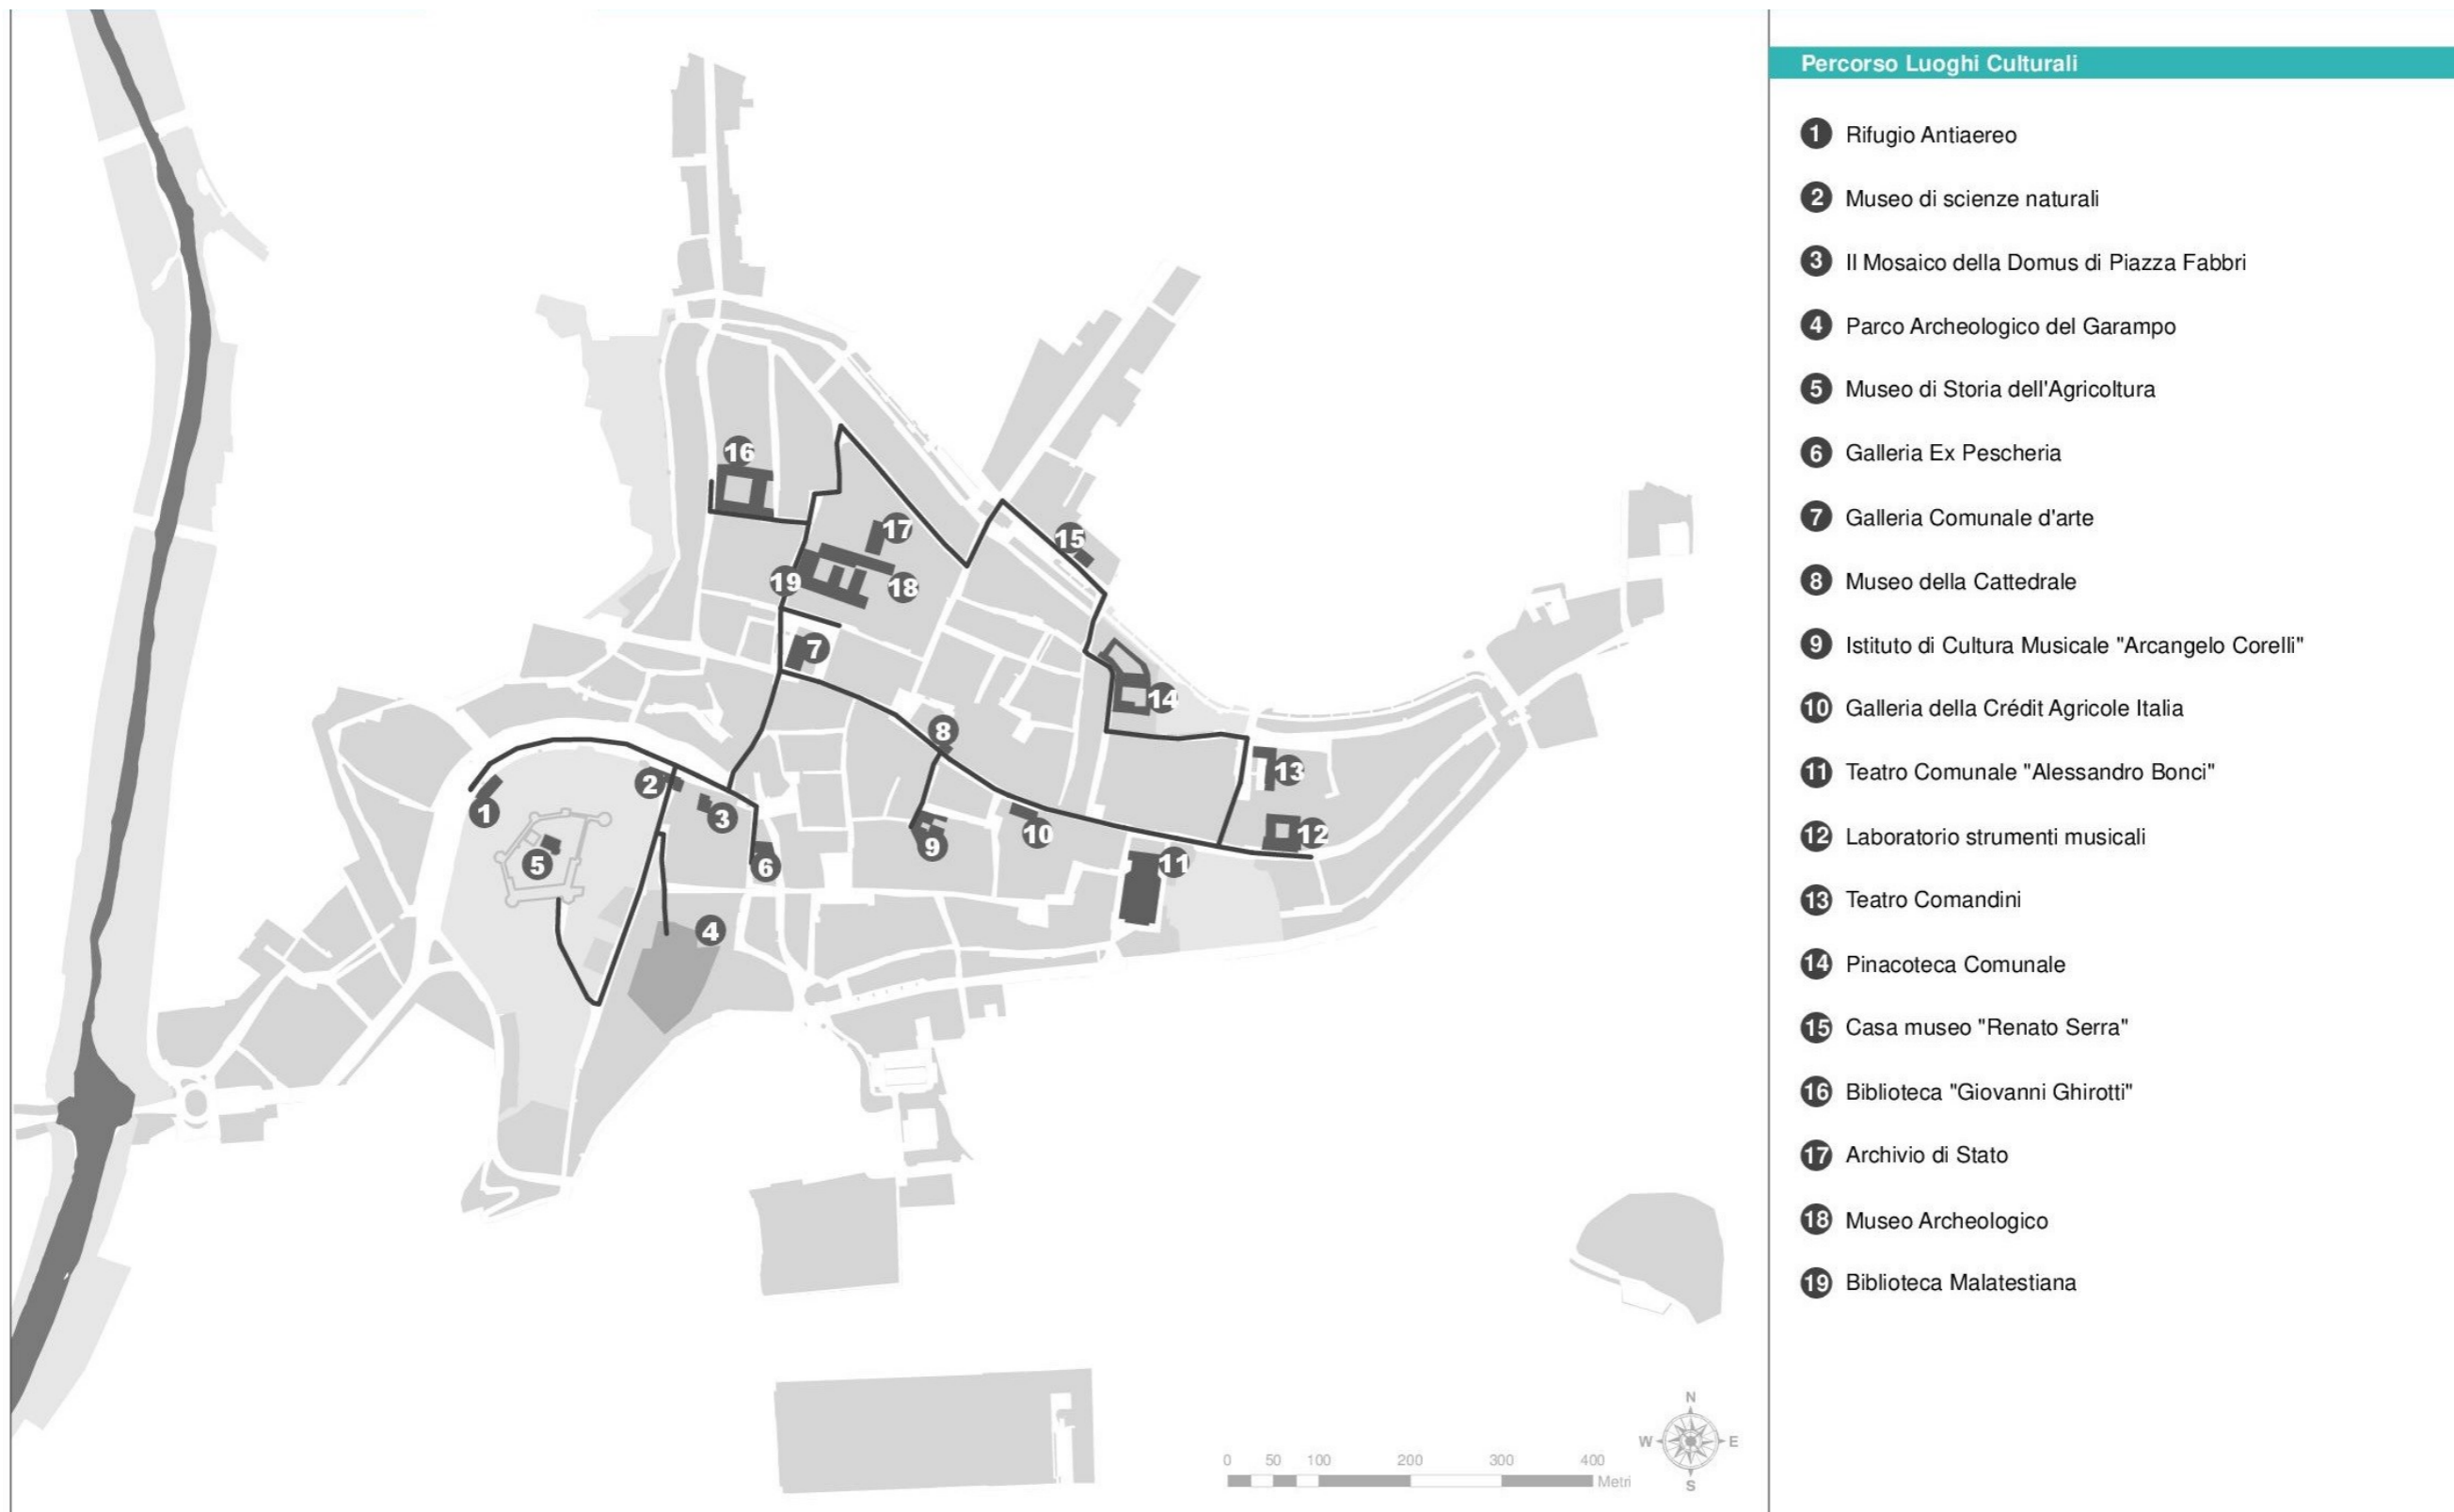 Percorso Luoghi Culturali
1 Rifugio Antiaereo
2 Museo di scienze naturali
3 Il Mosaico della Domus di Piazza Fabbri
4 Parco Archeologico del Garampo
5 Museo di Storia dell'Agricoltura
6 Galleria Ex Pescheria
7 Galleria Comunale d'arte
8 Museo della Cattedrale
9 Istituto di Cultura Musicale "Arcangelo Corelli"
10 Galleria della Crédit Agricole Italia
11 Teatro Comunale "Alessandro Bonci"
12 Laboratorio strumenti musicali
13 Teatro Comandini
14 Pinacoteca Comunale
15 Casa museo "Renato Serra"
16 Biblioteca "Giovanni Ghirotti"
17 Archivio di Stato
18 Museo Archeologico
19 Biblioteca Malatestiana
16
17
15
19
18
7
14
8
13
2
1
3
10
12
9
11
5
6
4
0 50 100 200 300 400
Metri
N
W E
S